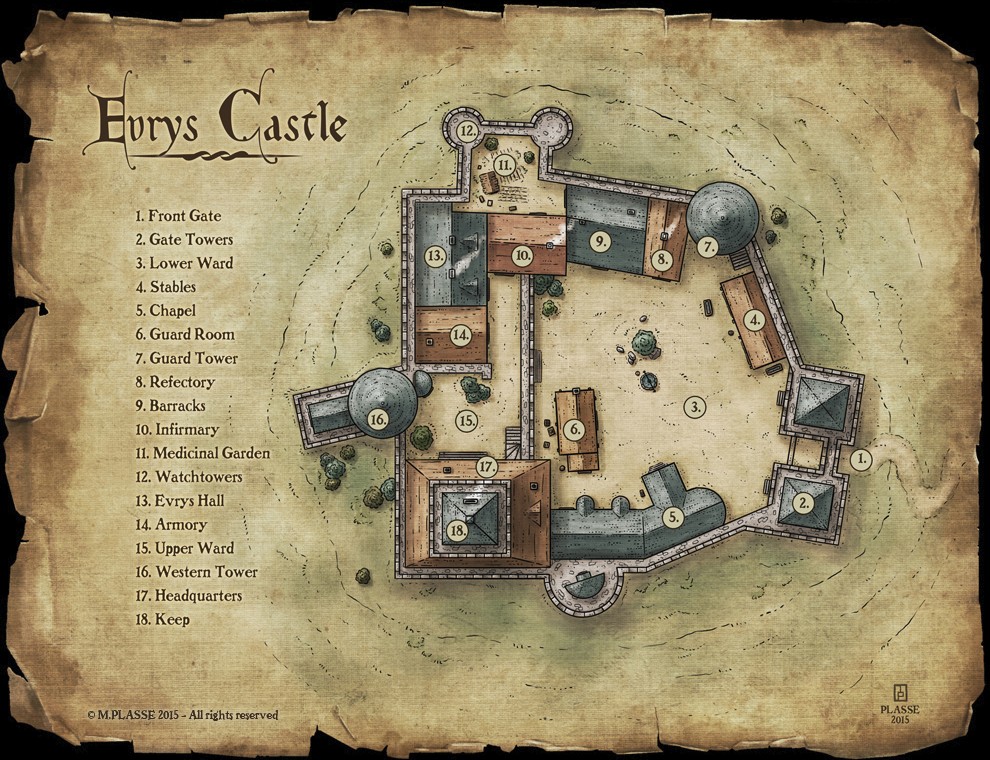 Evrys Castle
1. Front Gate
2. Gate Towers
3. Lower Ward
4. Stables
5. Chapel
6. Guard Room
7. Guard Tower
8. Refectory
9. Barracks
10. Infirmary
11. Medicinal Garden
12. Watchtowers
13. Evrys Hall
14. Armory
15. Upper Ward
16. Western Tower
17. Headquarters
18. Keep
12.
11.
7.
13.
10.
9.
8.
4.
14.
3.
16.
15.
6.
1.
17.
2.
18.
5.
© M.PLASSE 2015 - All rights reserved
PLASSE
2015